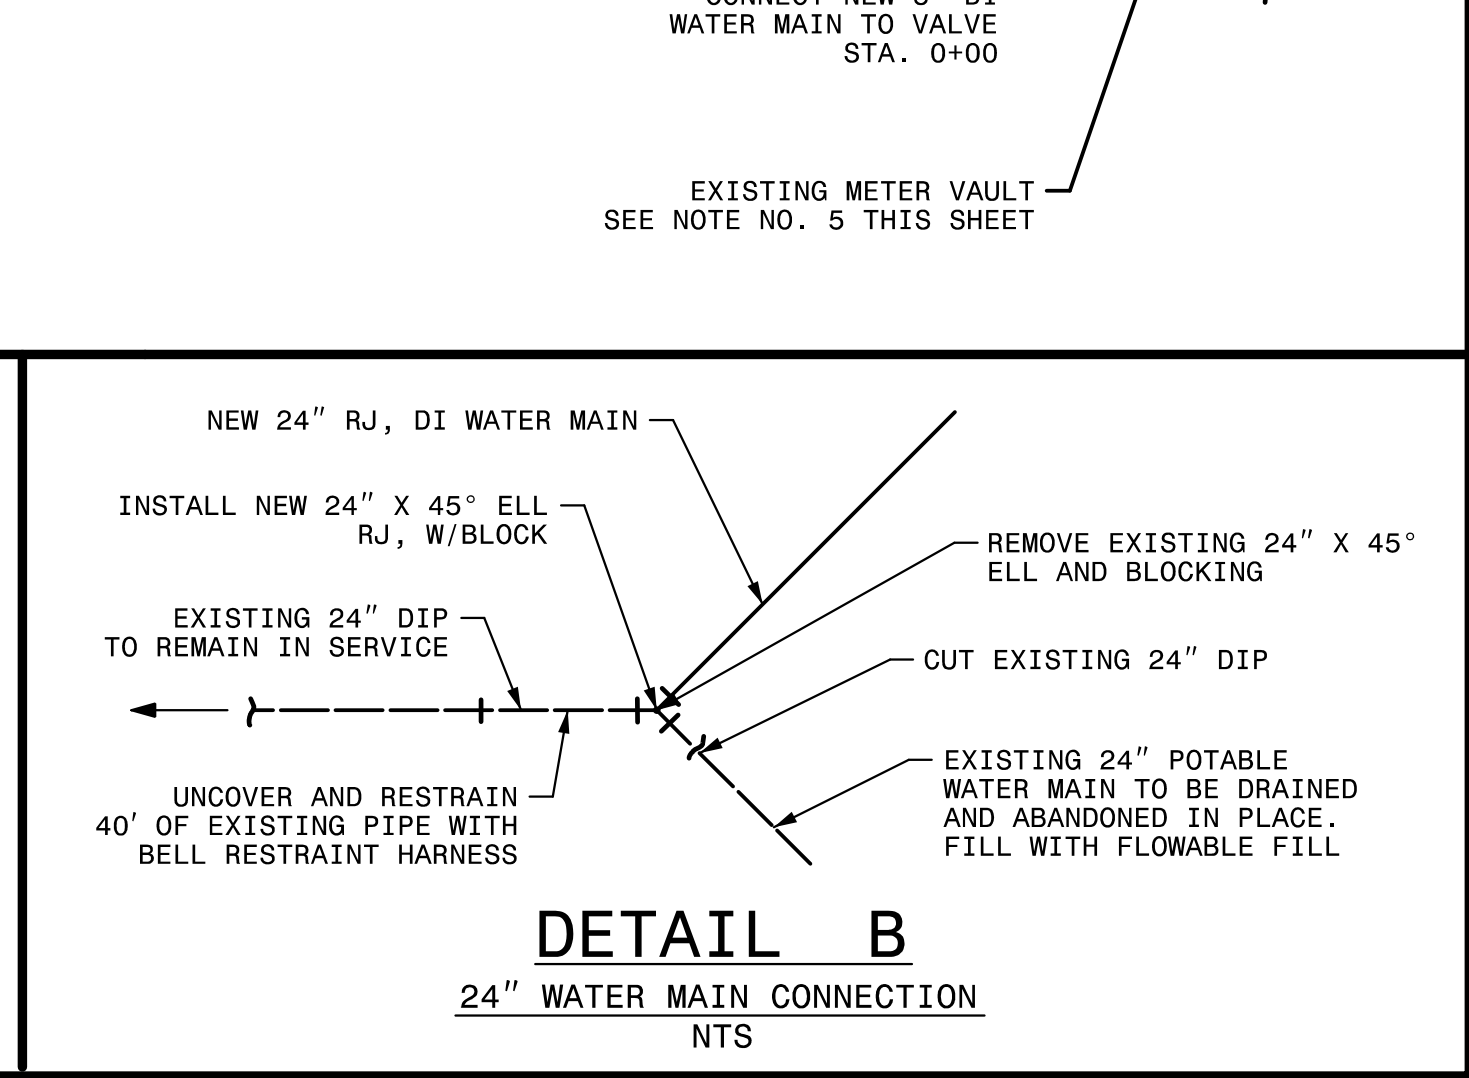 WATER MAIN TO VALVE
STA. 0+00
EXISTING METER VAULT
SEE NOTE NO. 5 THIS SHEET
NEW 24" RJ, DI WATER MAIN
INSTALL NEW 24" X 45° ELL
RJ, W/BLOCK
REMOVE EXISTING 24" X 45°
ELL AND BLOCKING
EXISTING 24" DIP
TO REMAIN IN SERVICE
CUT EXISTING 24" DIP
EXISTING 24" POTABLE
WATER MAIN TO BE DRAINED
AND ABANDONED IN PLACE.
FILL WITH FLOWABLE FILL
UNCOVER AND RESTRAIN
40' OF EXISTING PIPE WITH
BELL RESTRAINT HARNESS
DETAIL B
24" WATER MAIN CONNECTION
NTS